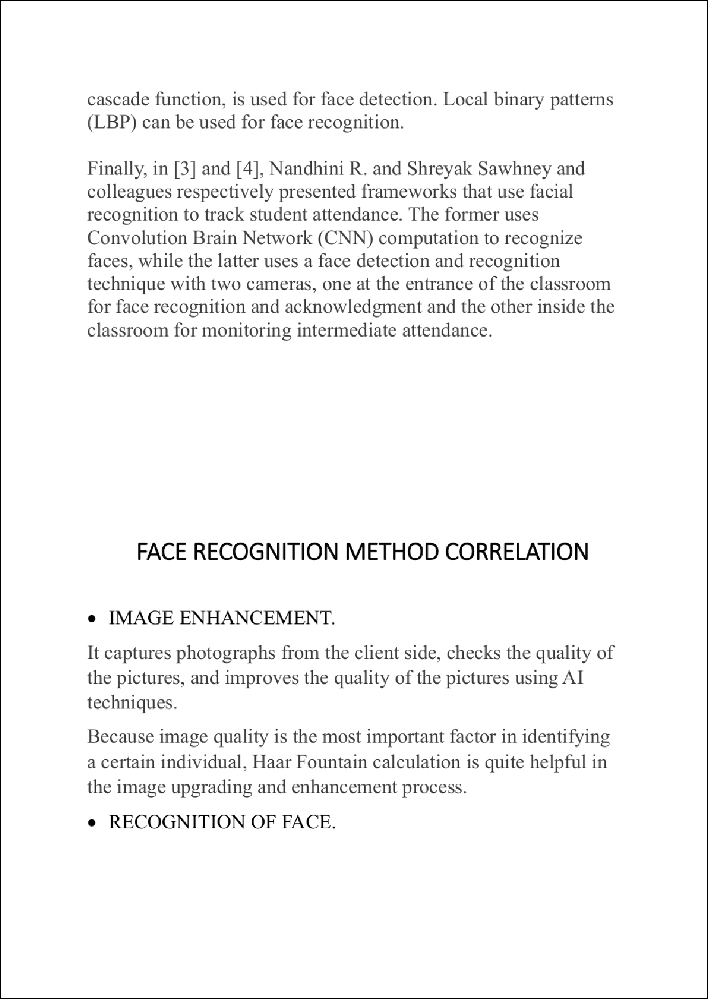 cascade function, is used for face detection. Local binary patterns
(LBP) can be used for face recognition.
Finally, in [3] and [4], Nandhini R. and Shreyak Sawhney and
colleagues respectively presented frameworks that use facial
recognition to track student attendance. The former uses
Convolution Brain Network (CNN) computation to recognize
faces, while the latter uses a face detection and recognition
technique with two cameras, one at the entrance of the classroom
for face recognition and acknowledgment and the other inside the
classroom for monitoring intermediate attendance.
FACE RECOGNITION METHOD CORRELATION
• IMAGE ENHANCEMENT.
It captures photographs from the client side, checks the quality of
the pictures, and improves the quality of the pictures using AI
techniques.
Because image quality is the most important factor in identifying
a certain individual, Haar Fountain calculation is quite helpful in
the image upgrading and enhancement process.
• RECOGNITION OF FACE.